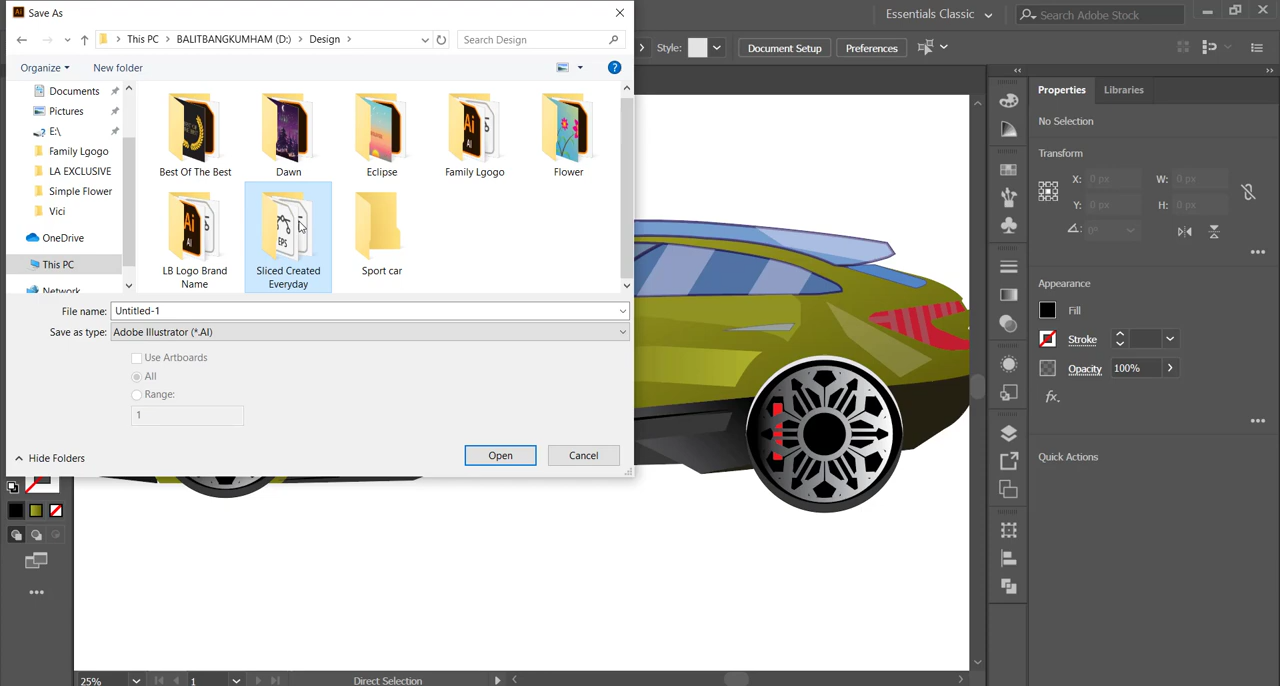 Ai Save As
Essentials Classic
Search Adobe Stock
This PC > BALITBANGKUMHAM (D:) > Design >
Search Design
Style:
Document Setup
Preferences
Organize
New folder
Documents
Pictures
E:\
Family Lgogo
LA EXCLUSIVE
Simple Flower
Vici
OneDrive
This PC
Network
Best Of The Best
Dawn
Eclipse
Ai
Family Lgogo
Flower
Ai
LB Logo Brand
Name
EPS
Sliced Created
Everyday
Sport car
File name: Untitled-1
Save as type: Adobe Illustrator (*.AI)
Use Artboards
All
Range:
1
Hide Folders
Open
Cancel
Properties
Libraries
No Selection
Transform
X: 0 px
W: 0 px
Y: 0 px
H: 0 px
0°
Appearance
Fill
Stroke
Opacity 100%
fx.
Quick Actions
25%
1
Direct Selection